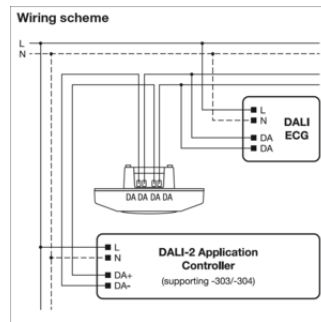 Wiring scheme
L
N
L
N
DALI
ECG
DA
DA
DA DA DA DA
L
N
DALI-2 Application
Controller
(supporting -303/-304)
DA+
DA-